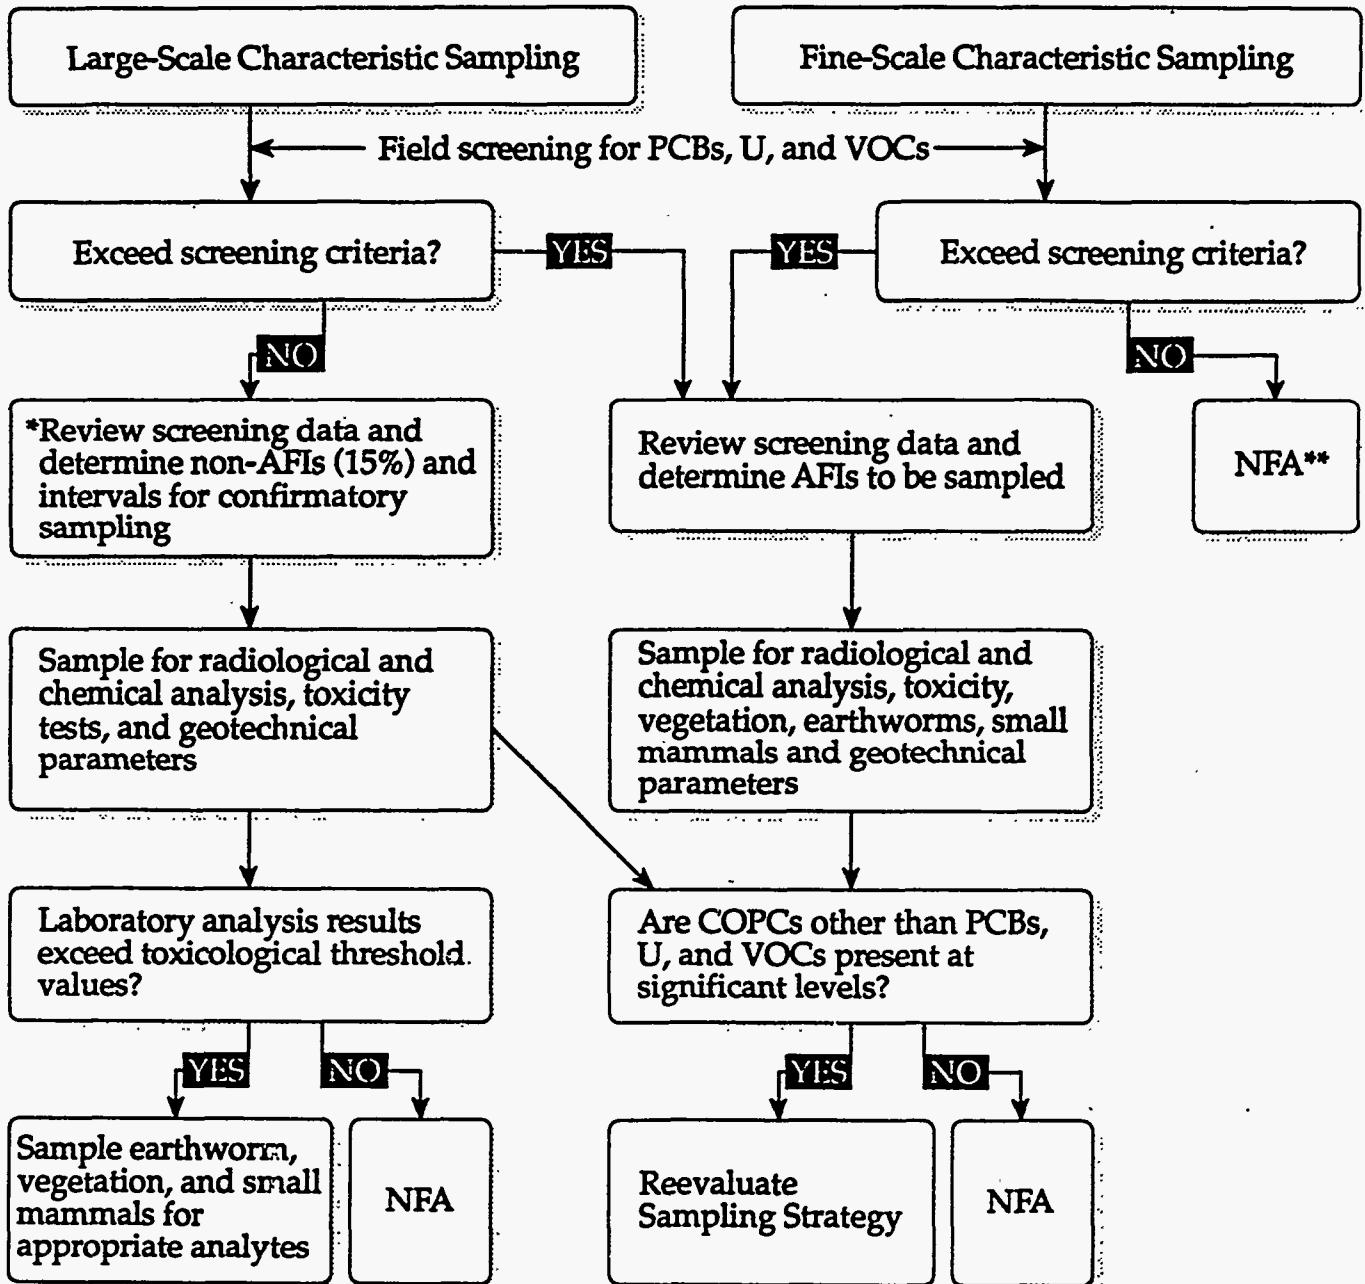 Large-Scale Characteristic Sampling
Fine-Scale Characteristic Sampling
Field screening for PCBs, U, and VOCs
Exceed screening criteria?
YES
YES
Exceed screening criteria?
NO
NO
*Review screening data and
determine non-AFIs (15%) and
intervals for confirmatory
sampling
Review screening data and
determine AFIs to be sampled
NFA**
Sample for radiological and
chemical analysis, toxicity
tests, and geotechnical
parameters
Sample for radiological and
chemical analysis, toxicity,
vegetation, earthworms, small
mammals and geotechnical
parameters
Laboratory analysis results
exceed toxicological threshold
values?
Are COPCs other than PCBs,
U, and VOCs present at
significant levels?
YES
NO
YES
NO
Sample earthworm,
vegetation, and small
mammals for
appropriate analytes
NFA
Reevaluate
Sampling Strategy
NFA